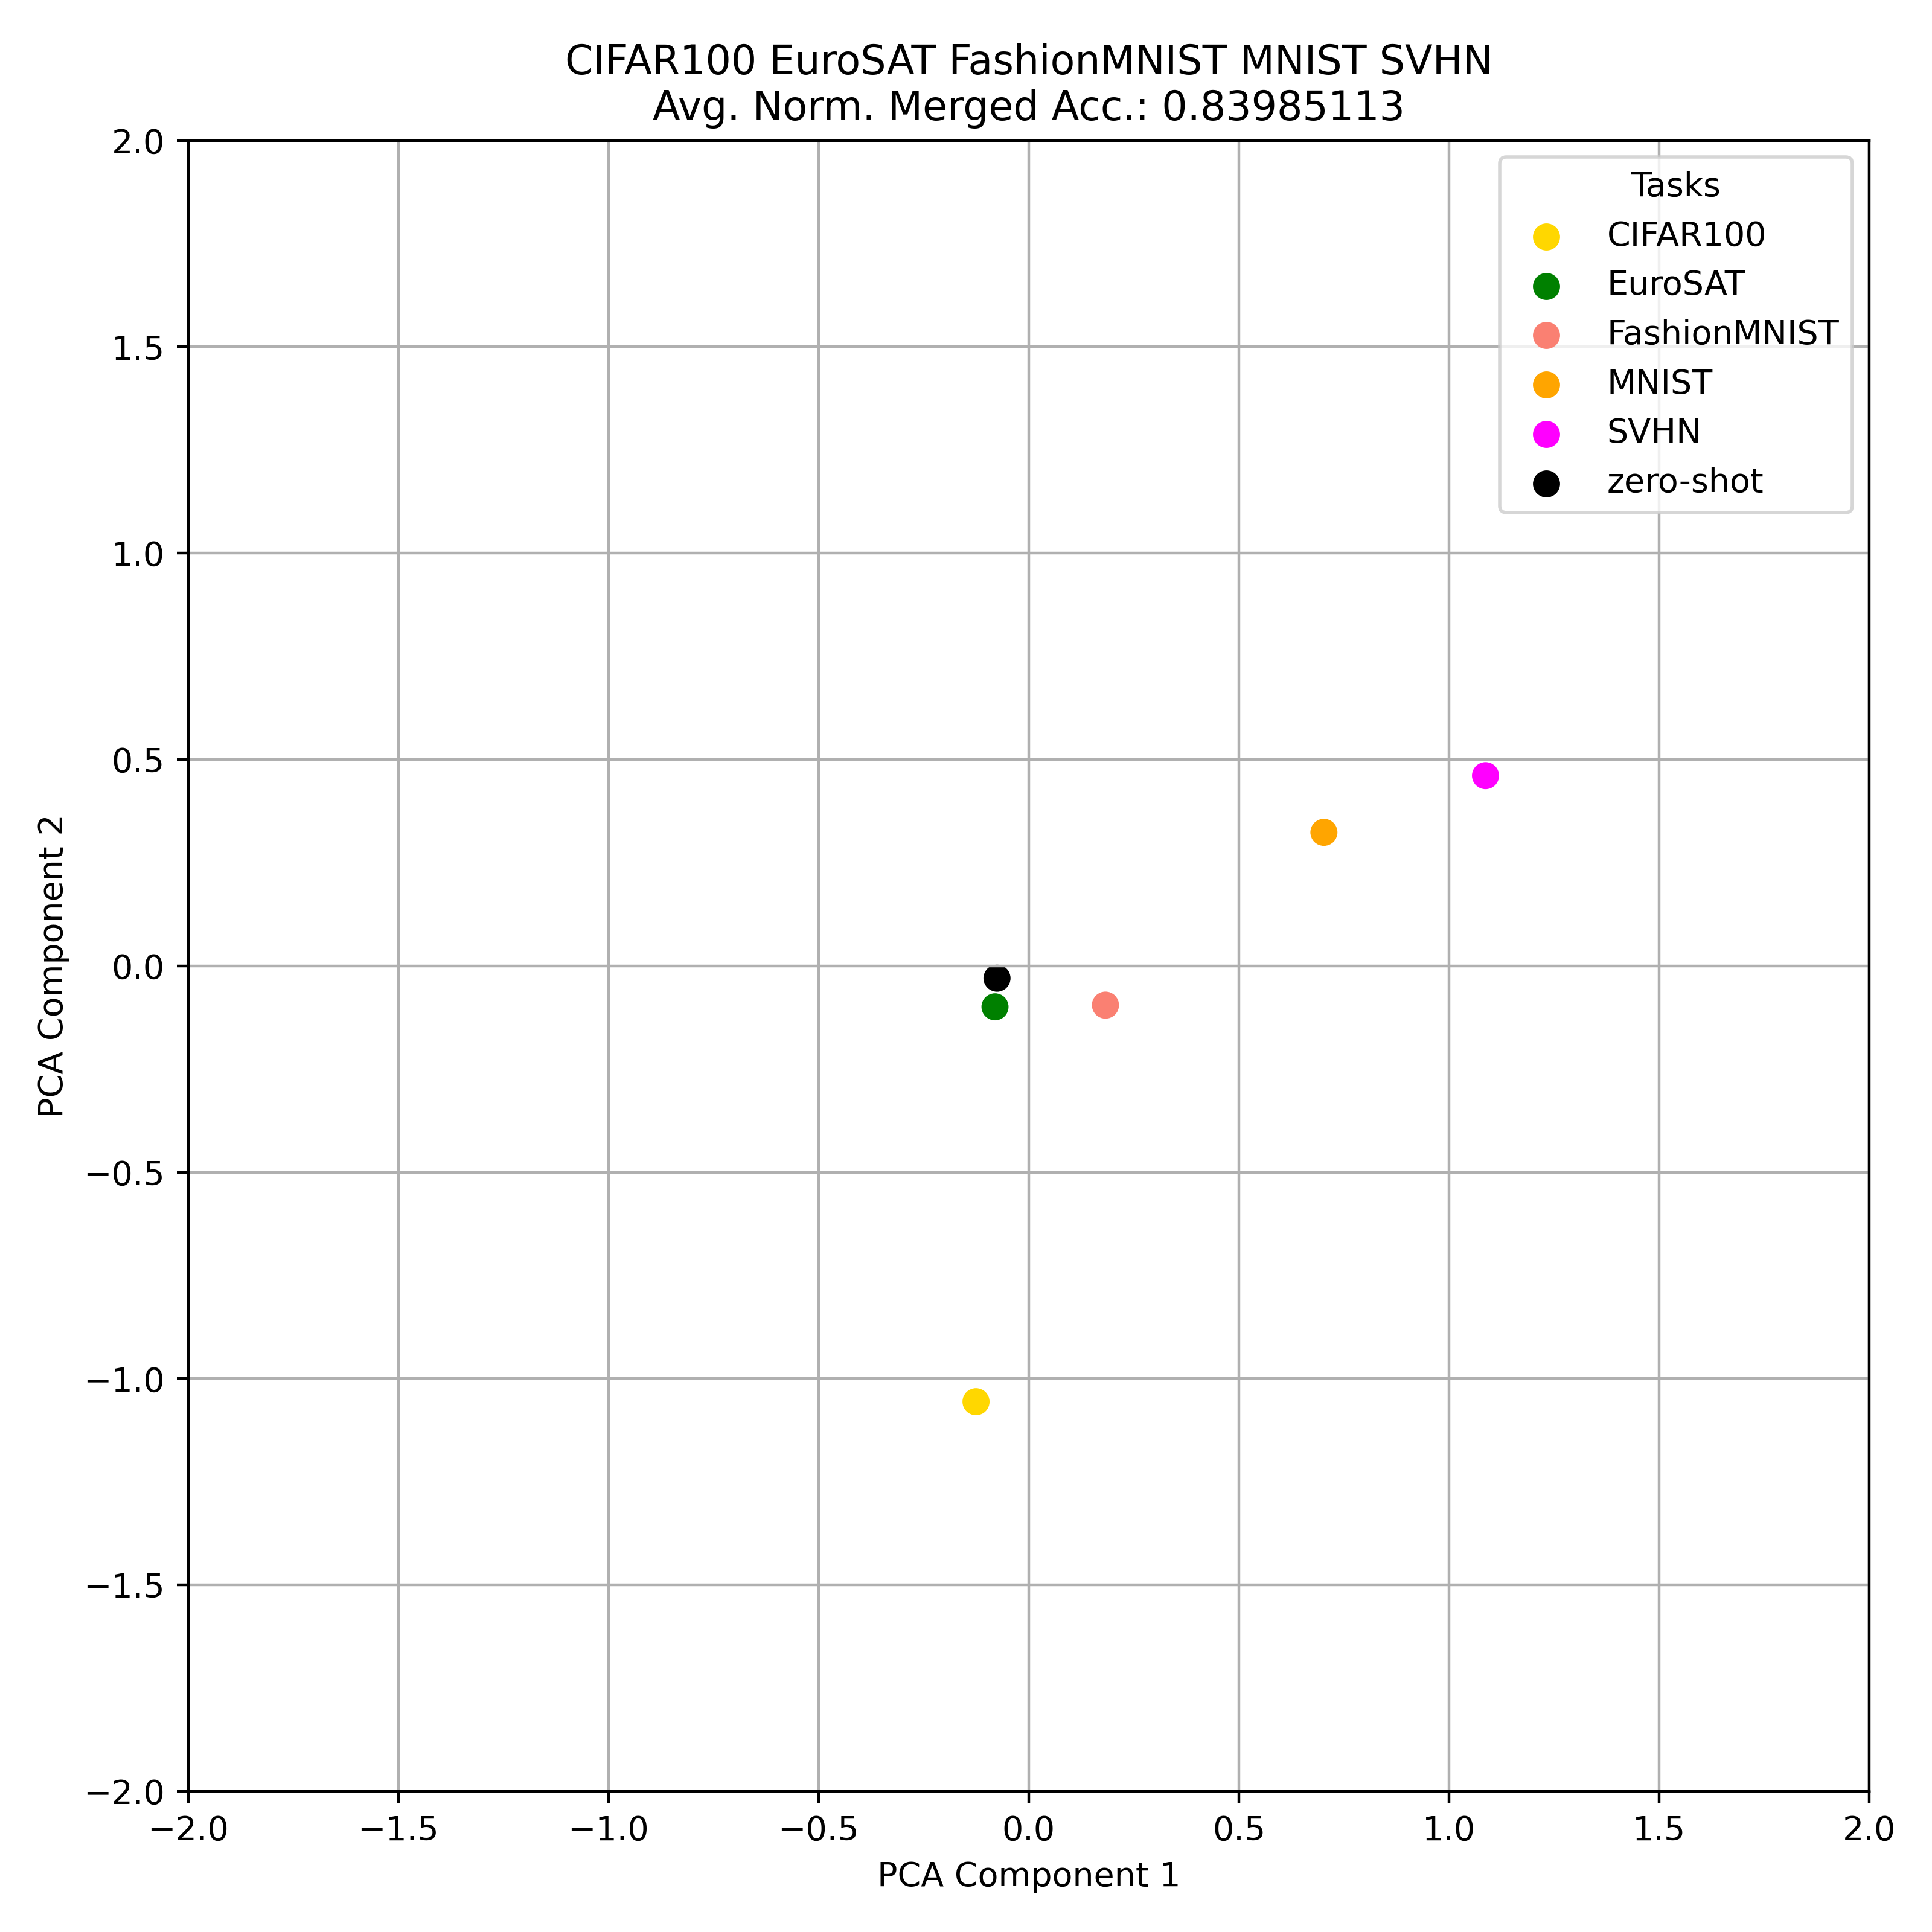 CIFAR100 EuroSAT FashionMNIST MNIST SVHN
Avg. Norm. Merged Acc.: 0.83985113
Tasks
CIFAR100
EuroSAT
FashionMNIST
MNIST
SVHN
zero-shot
2.0
1.5
1.0
0.5
0.0
−0.5
−1.0
−1.5
−2.0
PCA Component 2
−2.0 −1.5 −1.0 −0.5 0.0 0.5 1.0 1.5 2.0
PCA Component 1